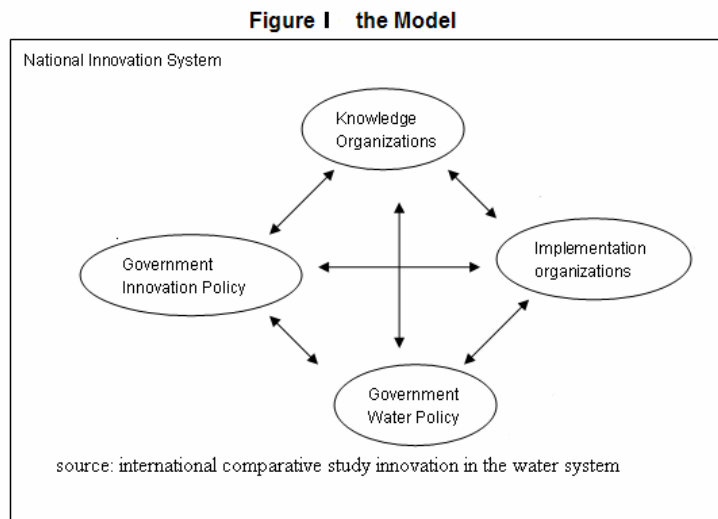 Figure I the Model
National Innovation System
Knowledge
Organizations
Government
Innovation Policy
Implementation
organizations
Government
Water Policy
source: international comparative study innovation in the water system